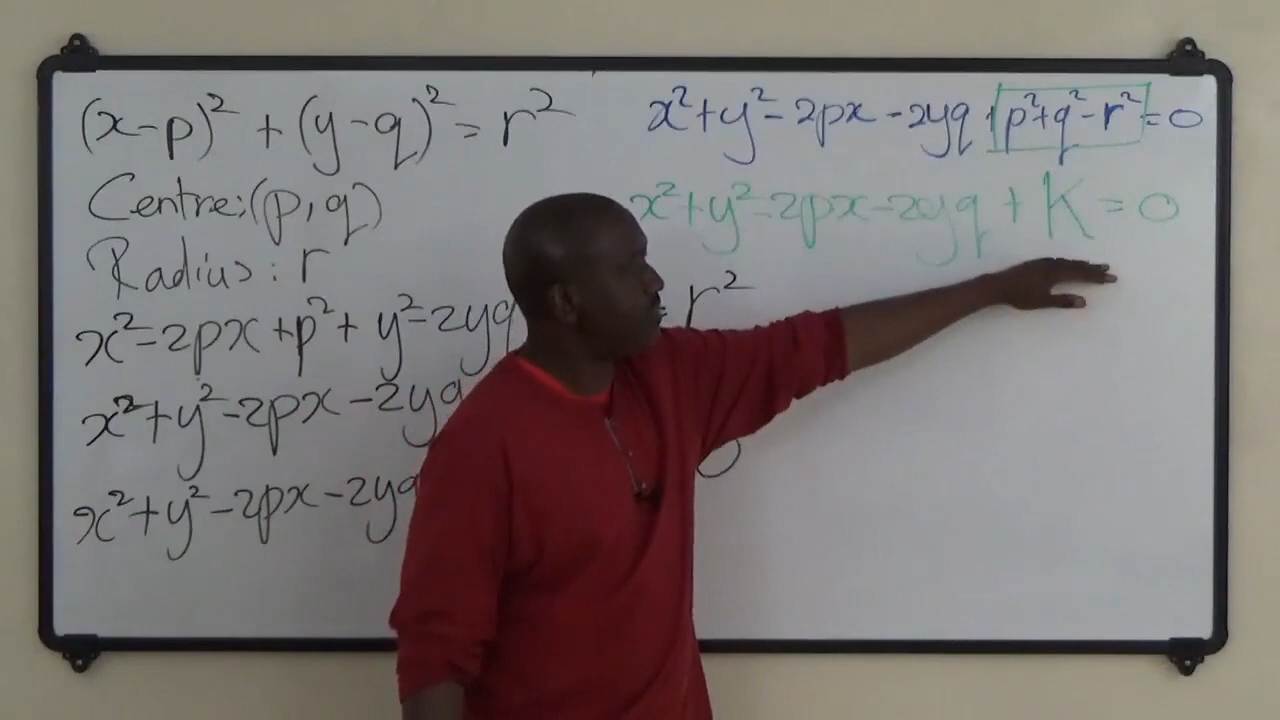 (x-p)² + (y-q)² = r²
Centre:(p,q)
Radius: r
x²-2px+p²+y²-2yq
= r²
x²+y²-2px-2yq
x²+y²-2px-2yq
x²+y²-2px-2yq+p²+q²-r²=0
x²+y²-2px-2yq+K=0